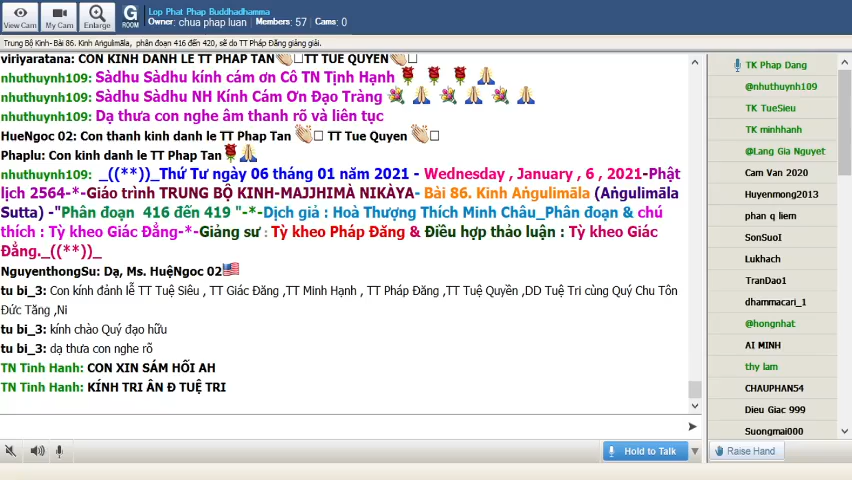 View Cam
My Cam
Enlarge
G
ROOM
Lop Phat Phap Buddhadhamma
Owner: chua phap luan Members: 57 Cams: 0
Trung Bộ Kinh- Bài 86. Kinh Angulimàla, phân đoạn 416 đến 420, sẽ do TT Pháp Đăng giảng giải.
viriyaratana: CON KINH DANH LE TT PHAP TAN TT TUE QUYEN
nhuthuynh109: Sàdhu Sàdhu kính cám ơn Cô TN Tịnh Hạnh
nhuthuynh109: Sàdhu Sàdhu NH Kính Cám Ơn Đạo Tràng
nhuthuynh109: Dạ thưa con nghe âm thanh rõ và liên tục
HueNgoc 02: Con thanh kinh danh le TT Phap Tan TT Tue Quyen
Phaplu: Con kinh danh le TT Phap Tan
nhuthuynh109: _((**))_Thứ Tư ngày 06 tháng 01 năm 2021 - Wednesday , January , 6 , 2021-Phật
lịch 2564-*-Giáo trình TRUNG BỘ KINH-MAJJHIMÀ NIKÀYA- Bài 86. Kinh Aṅgulimāla (Aṅgulimāla
Sutta) -"Phân đoạn 416 đến 419 "-*-Dịch giả : Hoà Thượng Thích Minh Châu_Phân đoạn & chú
thích : Tỳ kheo Giác Đẳng-*-Giảng sư : Tỳ kheo Pháp Đăng & Điều hợp thảo luận : Tỳ kheo Giác
Đẳng._((**))_
NguyenthongSu: Dạ, Ms. HuệNgoc 02
tu bi_3: Con kính đảnh lễ TT Tuệ Siêu , TT Giác Đăng ,TT Minh Hạnh , TT Pháp Đăng ,TT Tuệ Quyền ,DD Tuệ Tri cùng Quý Chu Tôn
Đức Tăng ,Ni
tu bi_3: kính chào Quý đạo hữu
tu bi_3: dạ thưa con nghe rõ
TN Tinh Hanh: CON XIN SÁM HỐI AH
TN Tinh Hanh: KÍNH TRI ÂN Đ TUỆ TRI
Hold to Talk
TK Phap Dang
@nhuthuynh109
TK TueSieu
TK minhhanh
@Lang Gia Nguyet
Cam Van 2020
Huyenmong2013
phan q liem
SonSuoI
Lukhach
TranDao1
dhammacari_1
@hongnhat
AI MINH
thy lam
CHAUPHAN54
Dieu Giac 999
Suongmai000
Raise Hand